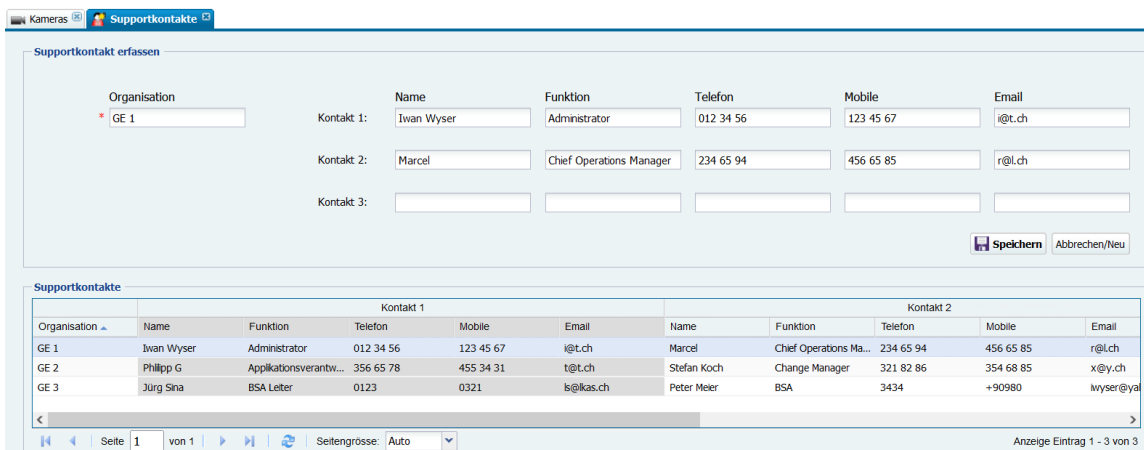 Kameras Supportkontakte
Supportkontakt erfassen
Organisation Name Funktion Telefon Mobile Email
* GE 1 Kontakt 1: Iwan Wyser Administrator 012 34 56 123 45 67 i@t.ch
Kontakt 2: Marcel Chief Operations Manager 234 65 94 456 65 85 r@l.ch
Kontakt 3:
Speichern Abbrechen/Neu
Supportkontakte
Kontakt 1 Kontakt 2
Organisation Name Funktion Telefon Mobile Email Name Funktion Telefon Mobile Email
GE 1 Iwan Wyser Administrator 012 34 56 123 45 67 i@t.ch Marcel Chief Operations Ma... 234 65 94 456 65 85 r@l.ch
GE 2 Philipp G Applikationsverantw... 356 65 78 455 34 31 t@t.ch Stefan Koch Change Manager 321 82 86 354 68 85 x@y.ch
GE 3 Jürg Sina BSA Leiter 0123 0321 ls@lkas.ch Peter Meier BSA 3434 +90980 iwyser@yal
Seite 1 von 1 Seitengrösse: Auto Anzeige Eintrag 1 - 3 von 3